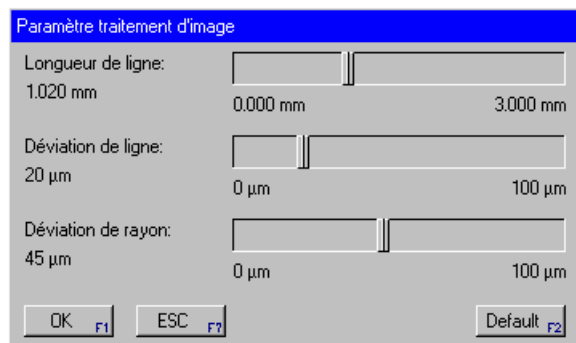 Paramètre traitement d'image
Longueur de ligne:
1.020 mm
0.000 mm 3.000 mm
Déviation de ligne:
20 µm
0 µm 100 µm
Déviation de rayon:
45 µm
0 µm 100 µm
OK F1 ESC F7 Default F2